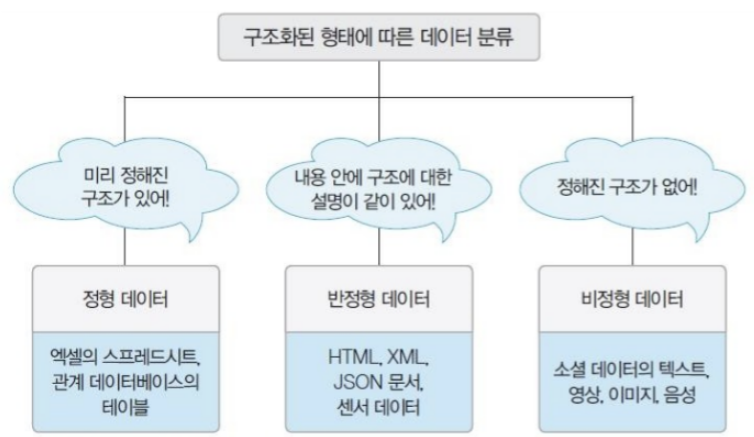 구조화된 형태에 따른 데이터 분류
미리 정해진
구조가 있어!
내용 안에 구조에 대한
설명이 같이 있어!
정해진 구조가 없어!
정형 데이터
반정형 데이터
비정형 데이터
엑셀의 스프레드시트,
관계 데이터베이스의
테이블
HTML, XML,
JSON 문서,
센서 데이터
소셜 데이터의 텍스트,
영상, 이미지, 음성